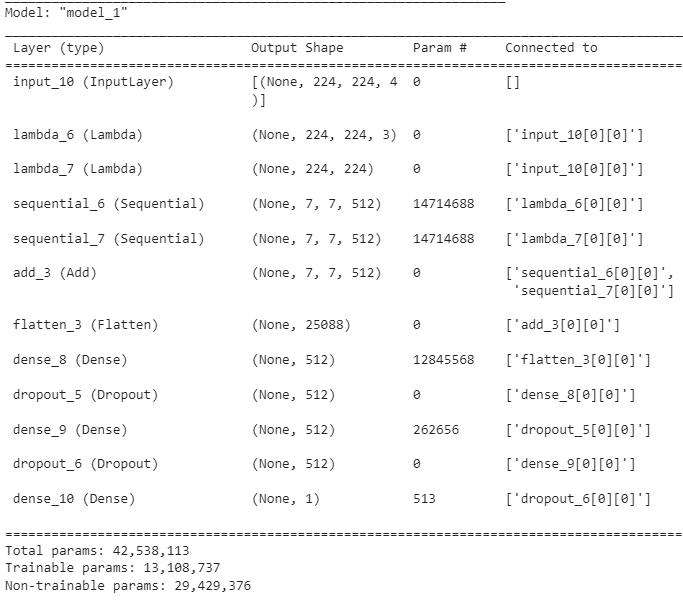 Model: "model_1"
Layer (type) Output Shape Param # Connected to
input_10 (InputLayer) [(None, 224, 224, 4 0 []
)]
lambda_6 (Lambda) (None, 224, 224, 3) 0 ['input_10[0][0]']
lambda_7 (Lambda) (None, 224, 224) 0 ['input_10[0][0]']
sequential_6 (Sequential) (None, 7, 7, 512) 14714688 ['lambda_6[0][0]']
sequential_7 (Sequential) (None, 7, 7, 512) 14714688 ['lambda_7[0][0]']
add_3 (Add) (None, 7, 7, 512) 0 ['sequential_6[0][0]',
'sequential_7[0][0]']
flatten_3 (Flatten) (None, 25088) 0 ['add_3[0][0]']
dense_8 (Dense) (None, 512) 12845568 ['flatten_3[0][0]']
dropout_5 (Dropout) (None, 512) 0 ['dense_8[0][0]']
dense_9 (Dense) (None, 512) 262656 ['dropout_5[0][0]']
dropout_6 (Dropout) (None, 512) 0 ['dense_9[0][0]']
dense_10 (Dense) (None, 1) 513 ['dropout_6[0][0]']
Total params: 42,538,113
Trainable params: 13,108,737
Non-trainable params: 29,429,376